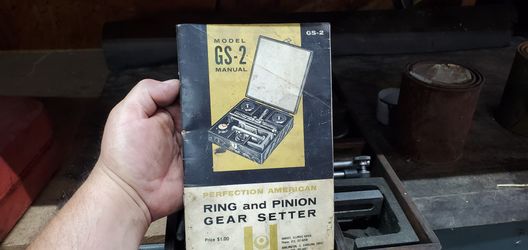 MODEL
GS-2
GS-2
MANUAL
PERFECTION AMERICAN
RING and PINION
GEAR SETTER
Price $1.00